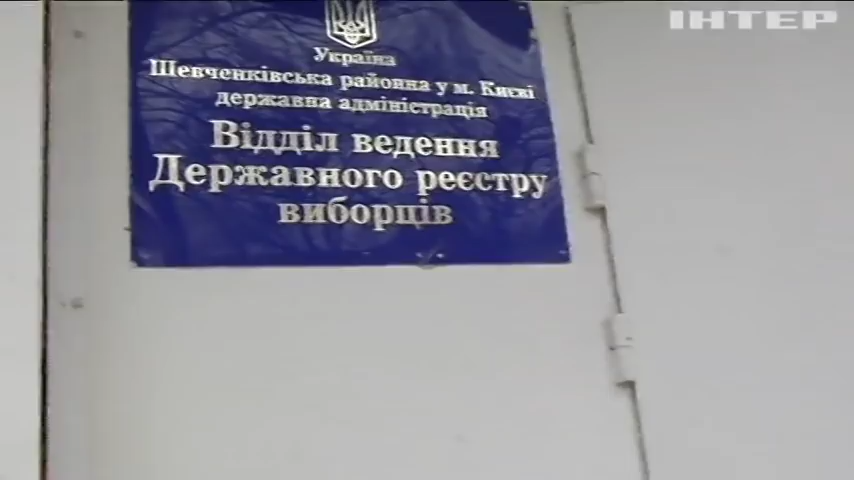 ІНТЕР
Україна
Шевченківська районна у м. Києві
державна адміністрація
Відділ ведення
Державного реєстру
виборців